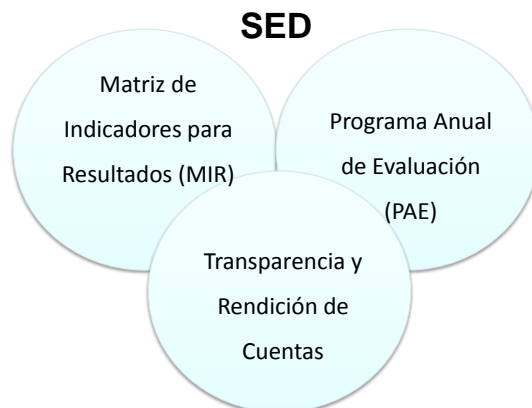 SED
Matriz de
Indicadores para
Resultados (MIR)
Programa Anual
de Evaluación
(PAE)
Transparencia y
Rendición de
Cuentas